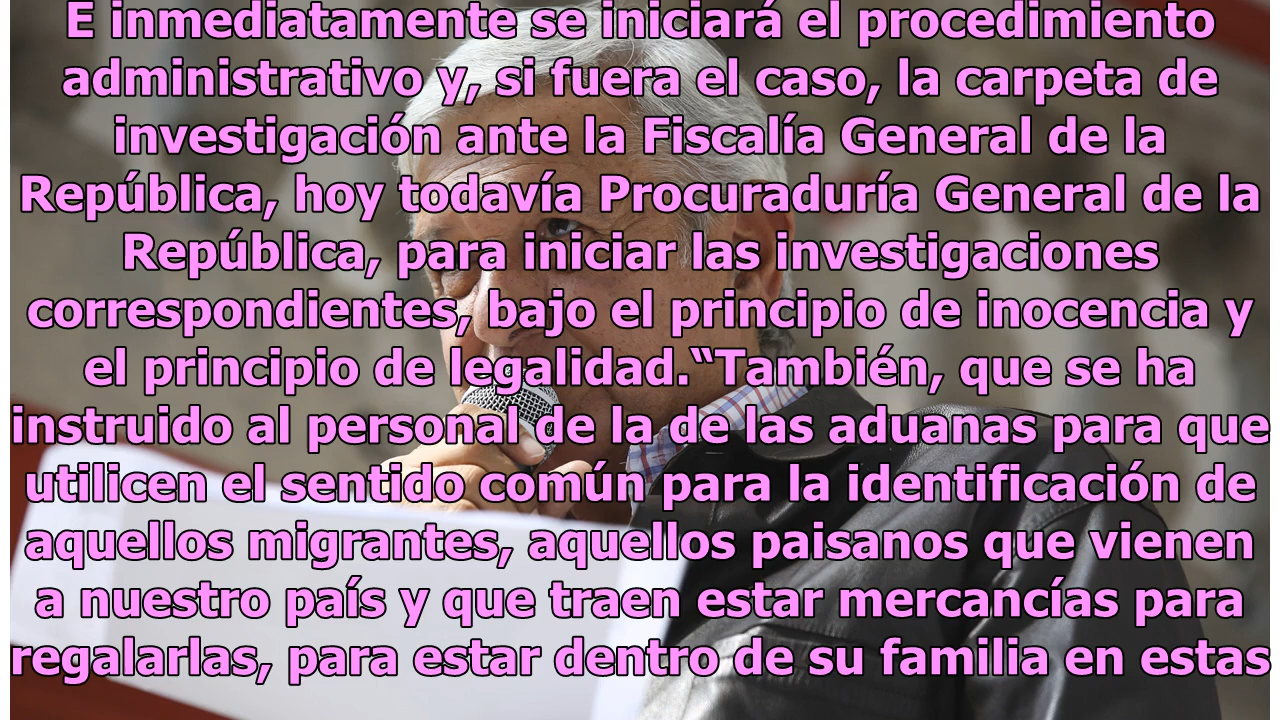 E inmediatamente se iniciará el procedimiento
administrativo y, si fuera el caso, la carpeta de
investigación ante la Fiscalía General de la
República, hoy todavía Procuraduría General de la
República, para iniciar las investigaciones
correspondientes, bajo el principio de inocencia y
el principio de legalidad.“También, que se ha
instruido al personal de la de las aduanas para que
utilicen el sentido común para la identificación de
aquellos migrantes, aquellos paisanos que vienen
a nuestro país y que traen estar mercancías para
regalarlas, para estar dentro de su familia en estas